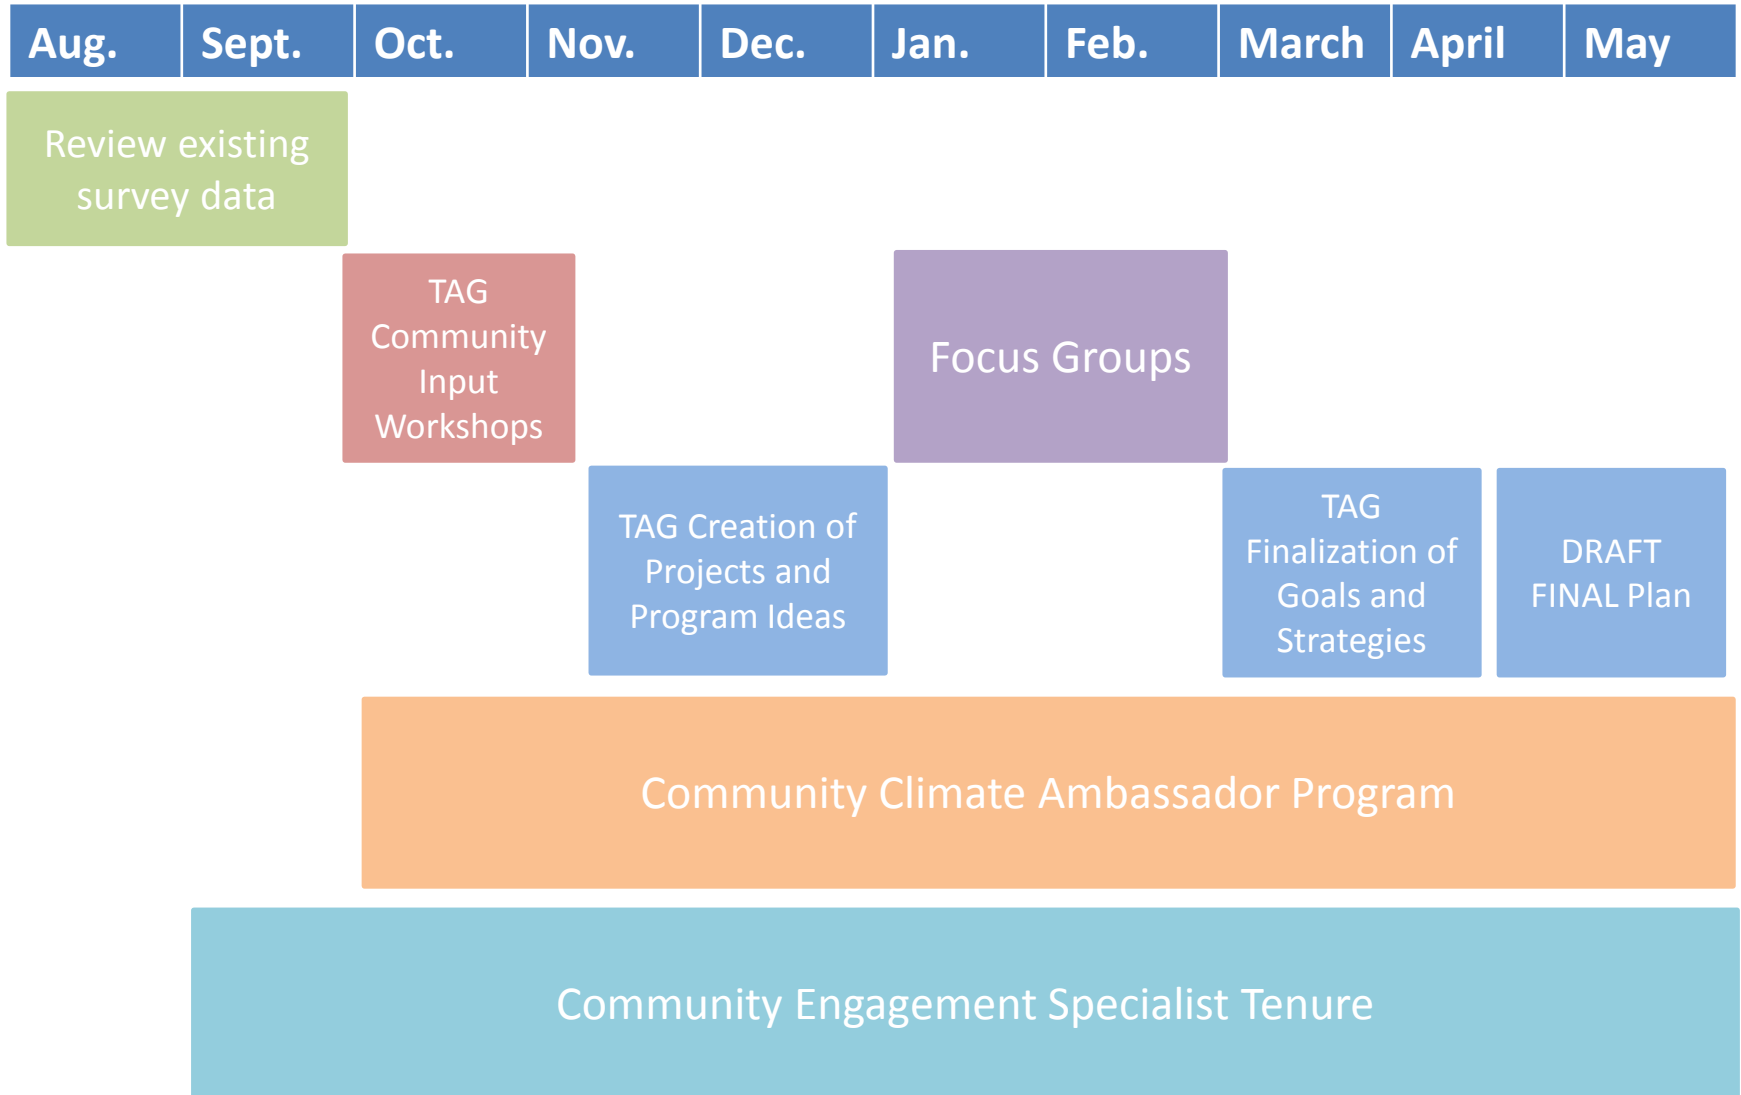 Aug. Sept. Oct. Nov. Dec. Jan. Feb. March April May
Review existing
survey data
TAG
Community
Input
Workshops
Focus Groups
TAG Creation of
Projects and
Program Ideas
TAG
Finalization of
Goals and
Strategies
DRAFT
FINAL Plan
Community Climate Ambassador Program
Community Engagement Specialist Tenure